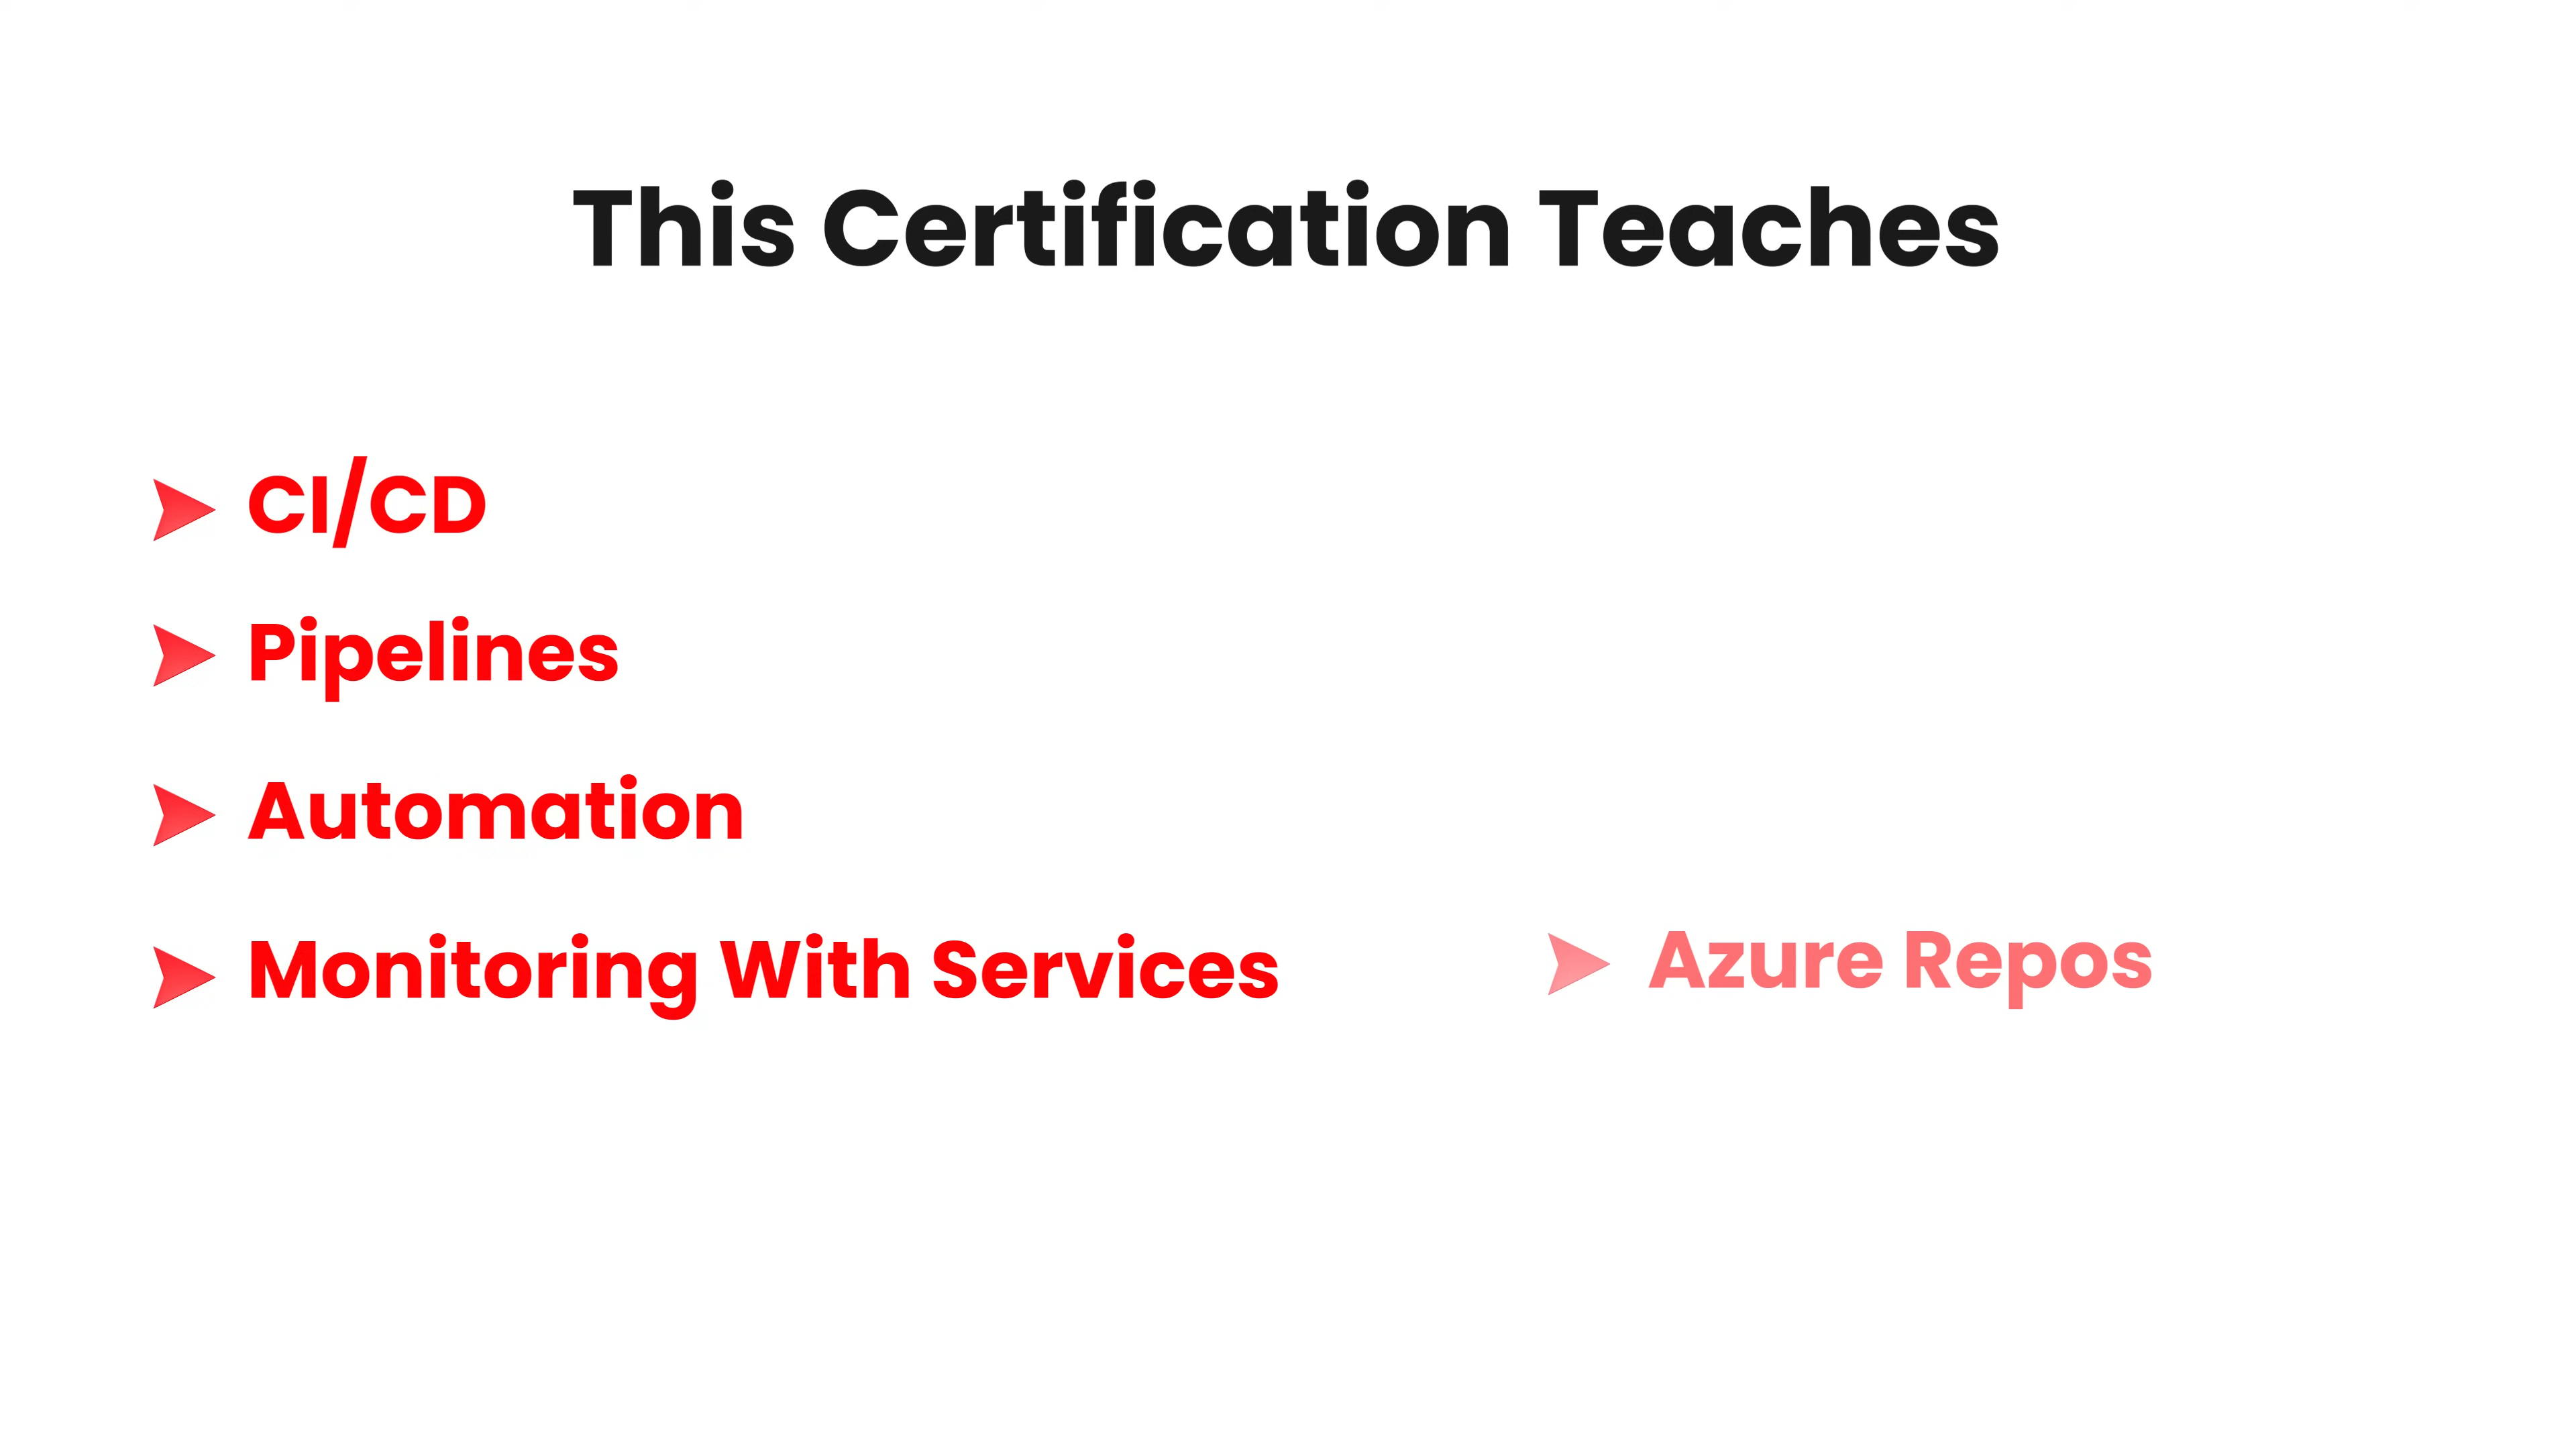 This Certification Teaches
CI/CD
Pipelines
Automation
Monitoring With Services
Azure Repos